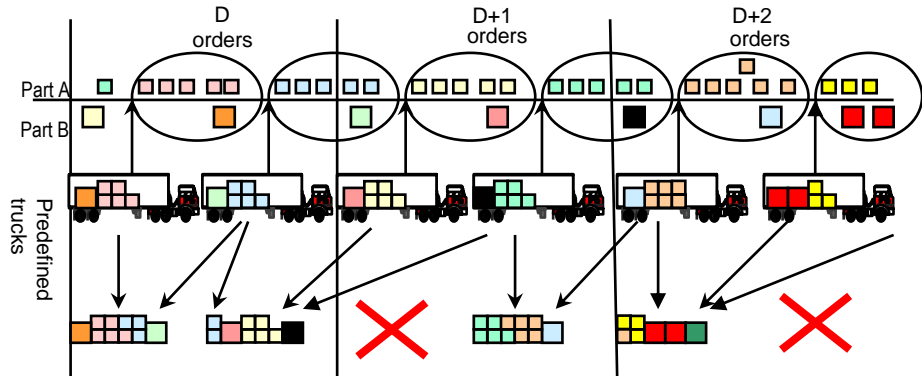 D
orders
D+1
orders
D+2
orders
Part A
Part B
Predefined
trucks